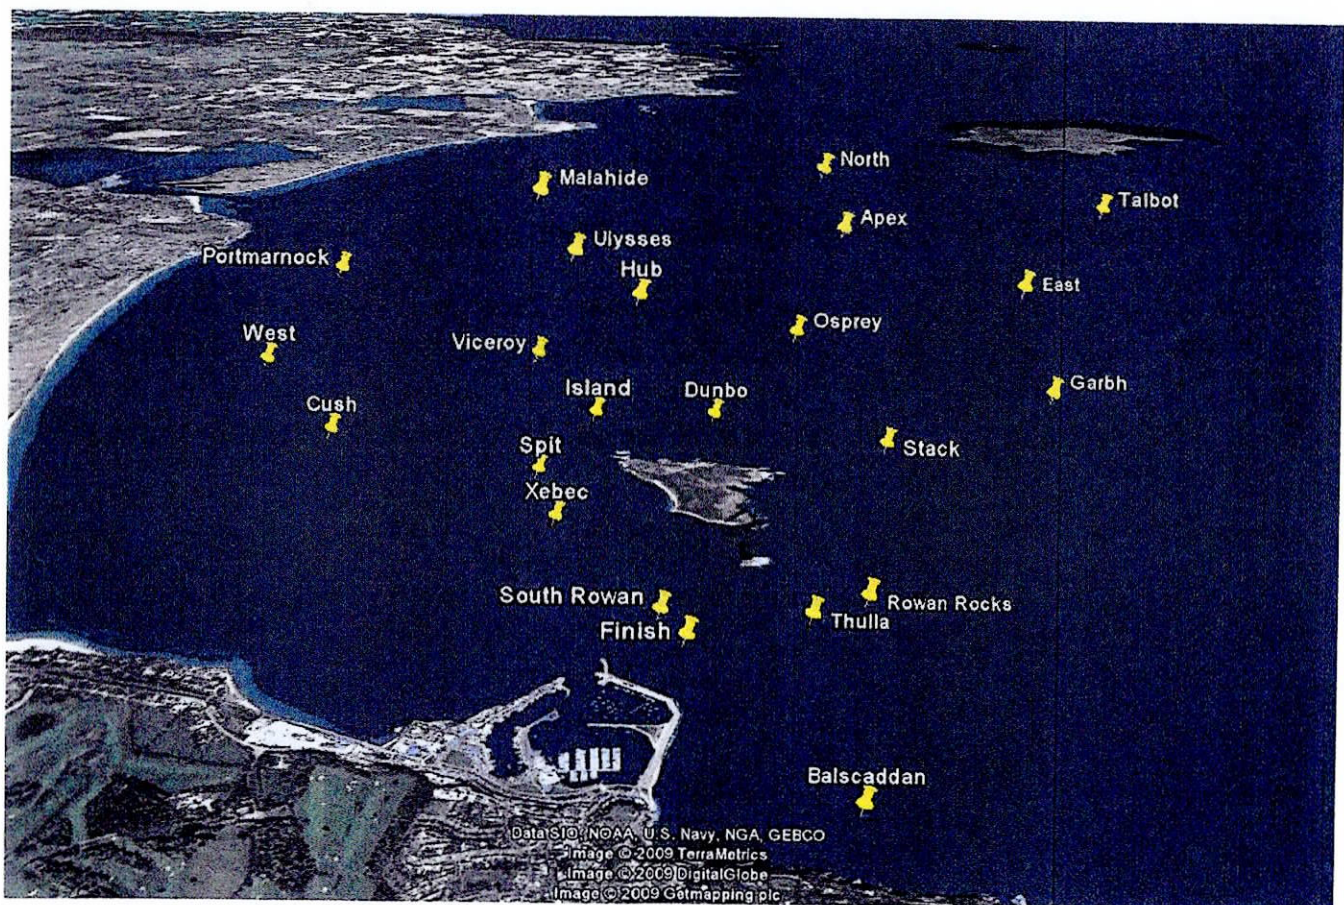 North
Malahide
Talbot
Apex
Ulysses
Portmarnock
Hub
East
Osprey
West
Viceroy
Garbh
Island
Dunbo
Cush
Spit
Stack
Xebec
South Rowan
Rowan Rocks
Thulla
Finish
Balscaddan
Data SIO, NOAA, U.S. Navy, NGA, GEBCO
Image © 2009 TerraMetrics
Image © 2009 DigitalGlobe
Image © 2009 Getmapping plc